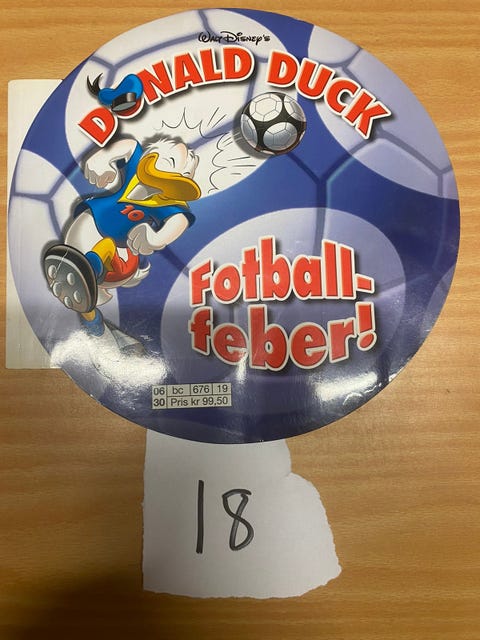 Walt Disney's
DONALD DUCK
10
Fotball-
feber!
06 bc 676 19
30 Pris kr 99,50
18